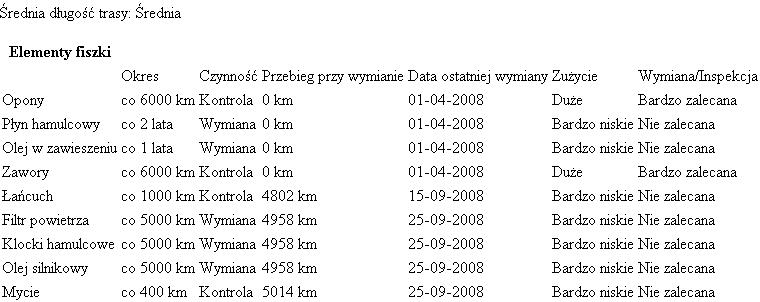 Średnia długość trasy: Średnia
Elementy fiszki
Okres Czynność Przebieg przy wymianie Data ostatniej wymiany Zużycie Wymiana/Inspekcja
Opony co 6000 km Kontrola 0 km 01-04-2008 Duże Bardzo zalecana
Płyn hamulcowy co 2 lata Wymiana 0 km 01-04-2008 Bardzo niskie Nie zalecana
Olej w zawieszeniu co 1 lata Wymiana 0 km 01-04-2008 Bardzo niskie Nie zalecana
Zawory co 6000 km Kontrola 0 km 01-04-2008 Duże Bardzo zalecana
Łańcuch co 1000 km Kontrola 4802 km 15-09-2008 Bardzo niskie Nie zalecana
Filtr powietrza co 5000 km Wymiana 4958 km 25-09-2008 Bardzo niskie Nie zalecana
Klocki hamulcowe co 5000 km Wymiana 4958 km 25-09-2008 Bardzo niskie Nie zalecana
Olej silnikowy co 5000 km Wymiana 4958 km 25-09-2008 Bardzo niskie Nie zalecana
Mycie co 400 km Kontrola 5014 km 25-09-2008 Bardzo niskie Nie zalecana